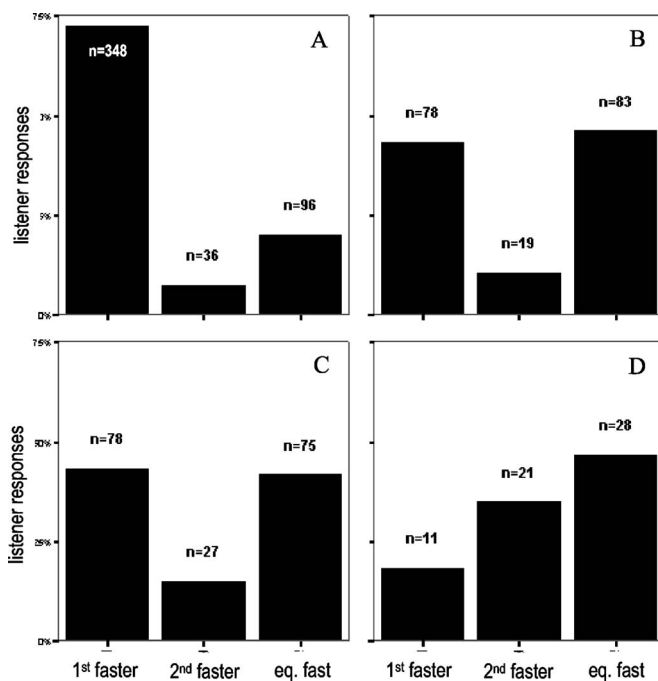 75%
A
n=348
n=36
n=96
0%
listener responses
B
n=78
n=19
n=83
75%
50%
25%
0%
listener responses
C
n=78
n=27
n=75
D
n=11
n=21
n=28
1st faster
2nd faster
eq. fast
1st faster
2nd faster
eq. fast